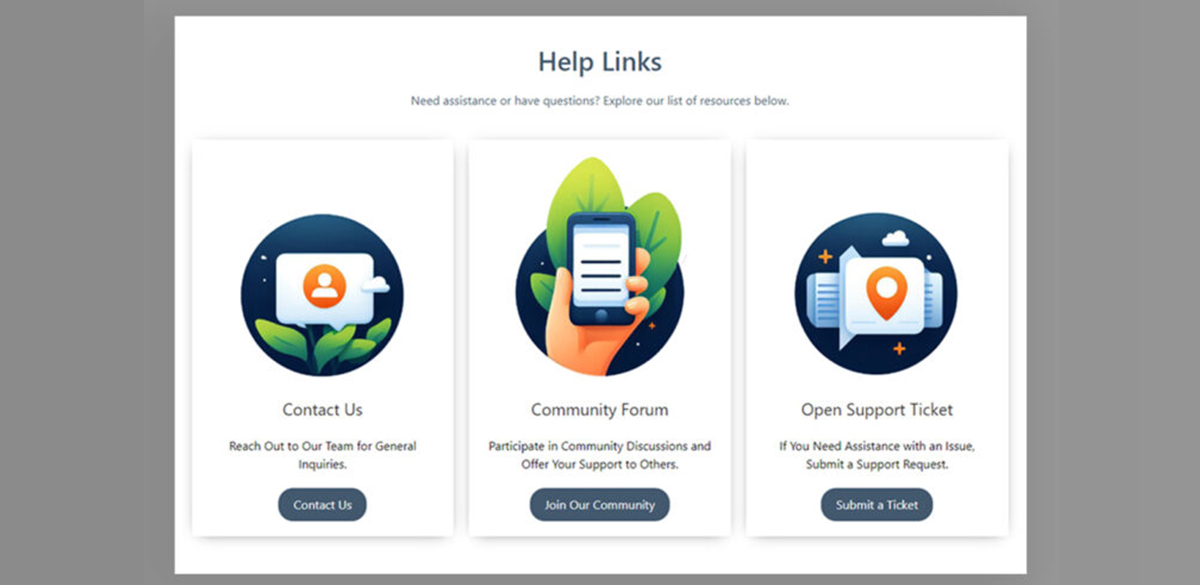 Help Links
Need assistance or have questions? Explore our list of resources below.
Contact Us
Reach Out to Our Team for General
Inquiries.
Contact Us
Community Forum
Participate in Community Discussions and
Offer Your Support to Others.
Join Our Community
Open Support Ticket
If You Need Assistance with an Issue,
Submit a Support Request.
Submit a Ticket